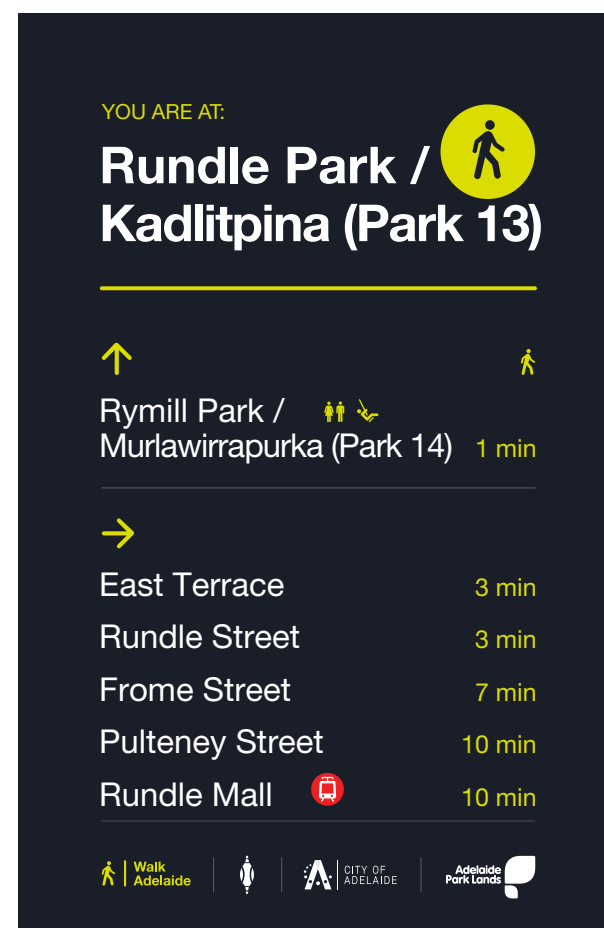 YOU ARE AT:
Rundle Park /
Kadlitpina (Park 13)
Rymill Park /
Murlawirrapurka (Park 14) 1 min
East Terrace 3 min
Rundle Street 3 min
Frome Street 7 min
Pulteney Street 10 min
Rundle Mall 10 min
Walk
Adelaide
CITY OF
ADELAIDE
Adelaide
Park Lands